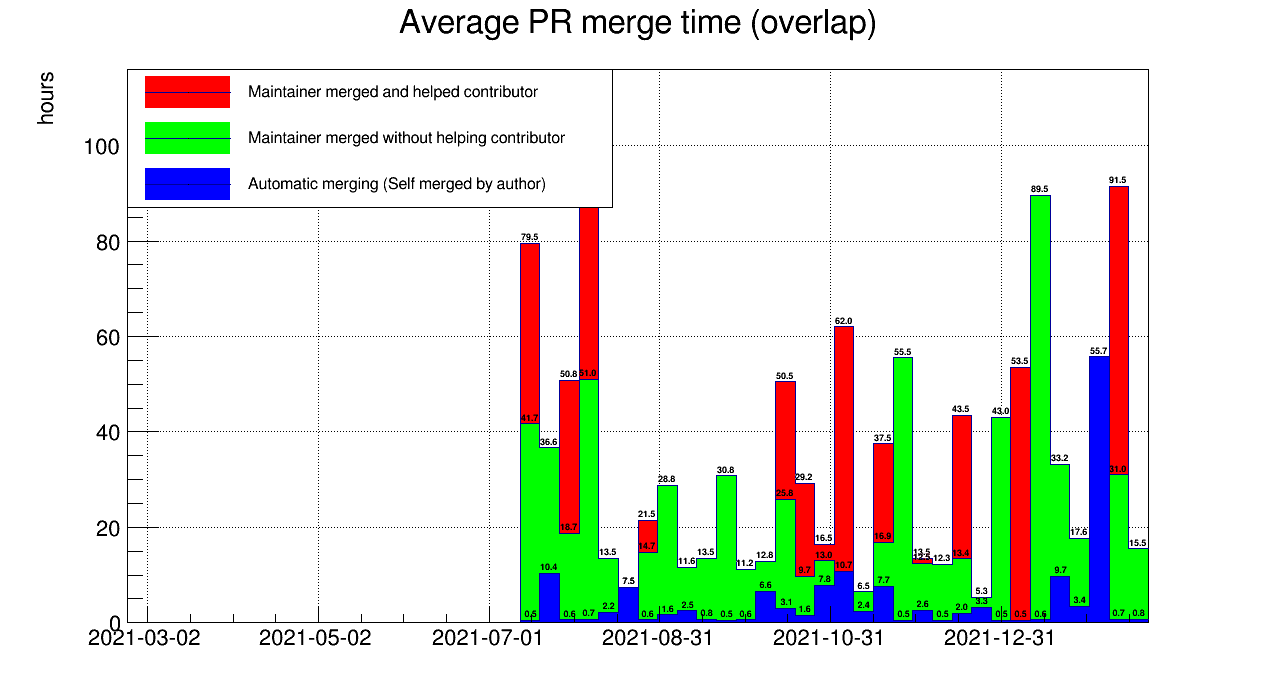 Average PR merge time (overlap)
hours
Maintainer merged and helped contributor
Maintainer merged without helping contributor
Automatic merging (Self merged by author)
100
80
60
40
20
0
91.5
89.5
79.5
62.0
55.5 55.7
53.5
50.8 51.0 50.5
41.7 43.5 43.0
36.6 37.5
33.2
28.8 30.8 29.2 31.0
25.8
21.5
18.7 16.5 16.9 17.6
13.5 14.7 11.6 13.5 11.2 12.8 13.0 13.5 12.3 13.4 15.5
10.4 9.7 10.7 9.7
7.5 6.6 7.8 6.5 7.7 5.3
0.5 0.6 0.7 2.2 0.6 1.6 2.5 0.8 0.5 0.6 3.1 1.6 2.4 0.5 2.6 0.5 2.0 3.3 0.5 0.5 0.6 3.4 0.7 0.8
2021-03-02 2021-05-02 2021-07-01 2021-08-31 2021-10-31 2021-12-31